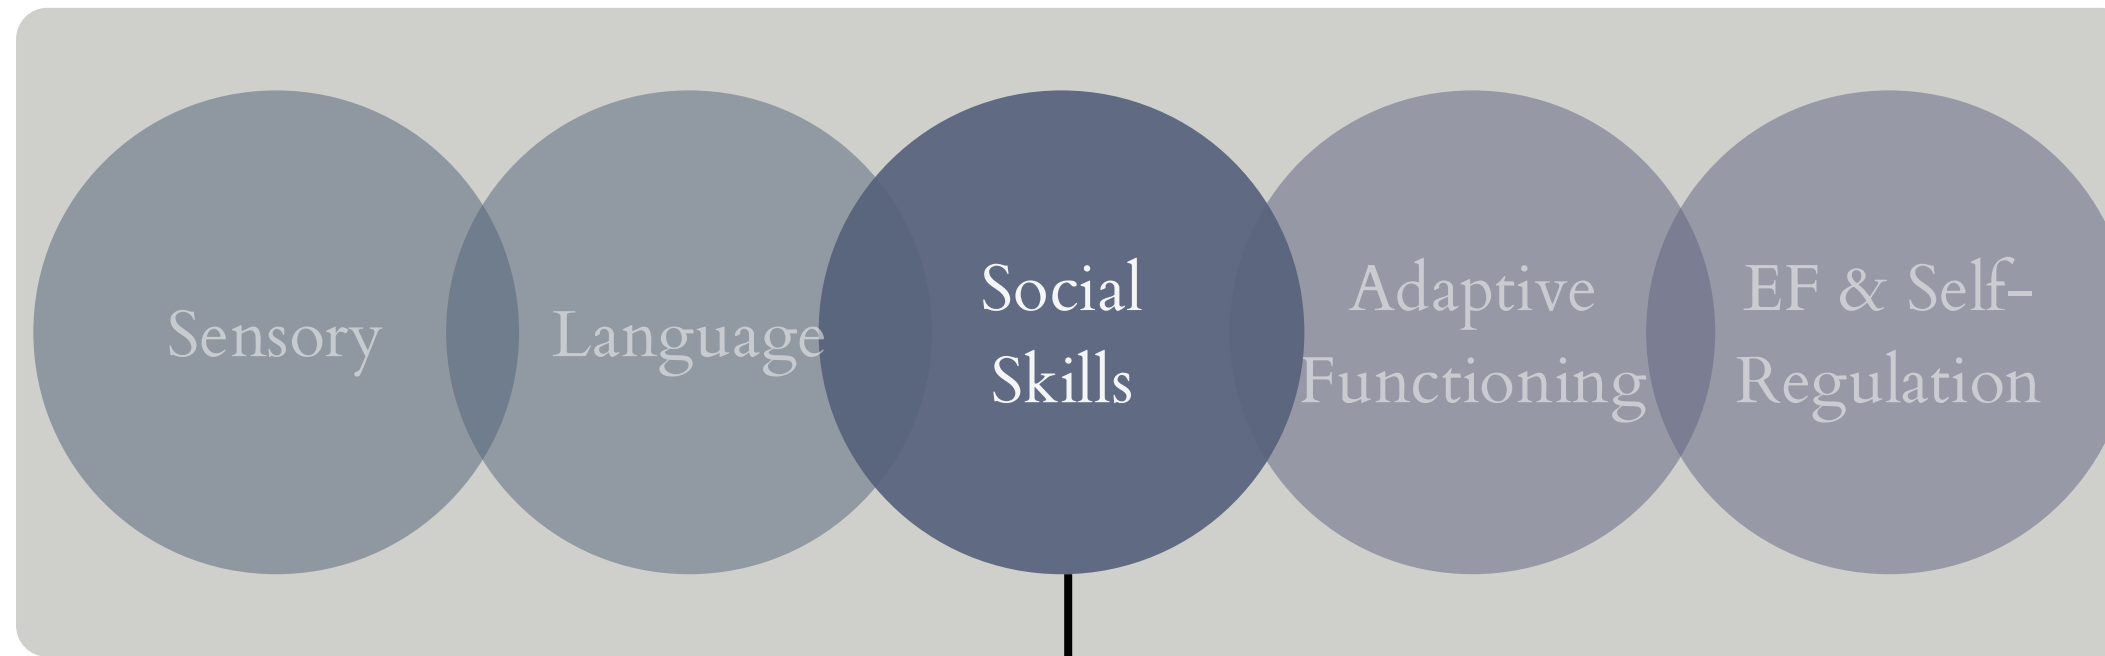 Sensory
Language
Social
Skills
Adaptive
Functioning
EF & Self-
Regulation